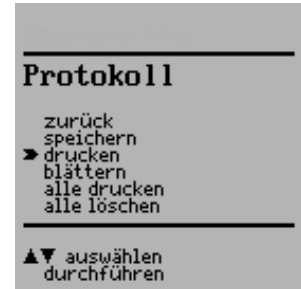 Protokoll
zurück
speichern
drucken
blättern
alle drucken
alle löschen
▲▼ auswählen
durchführen